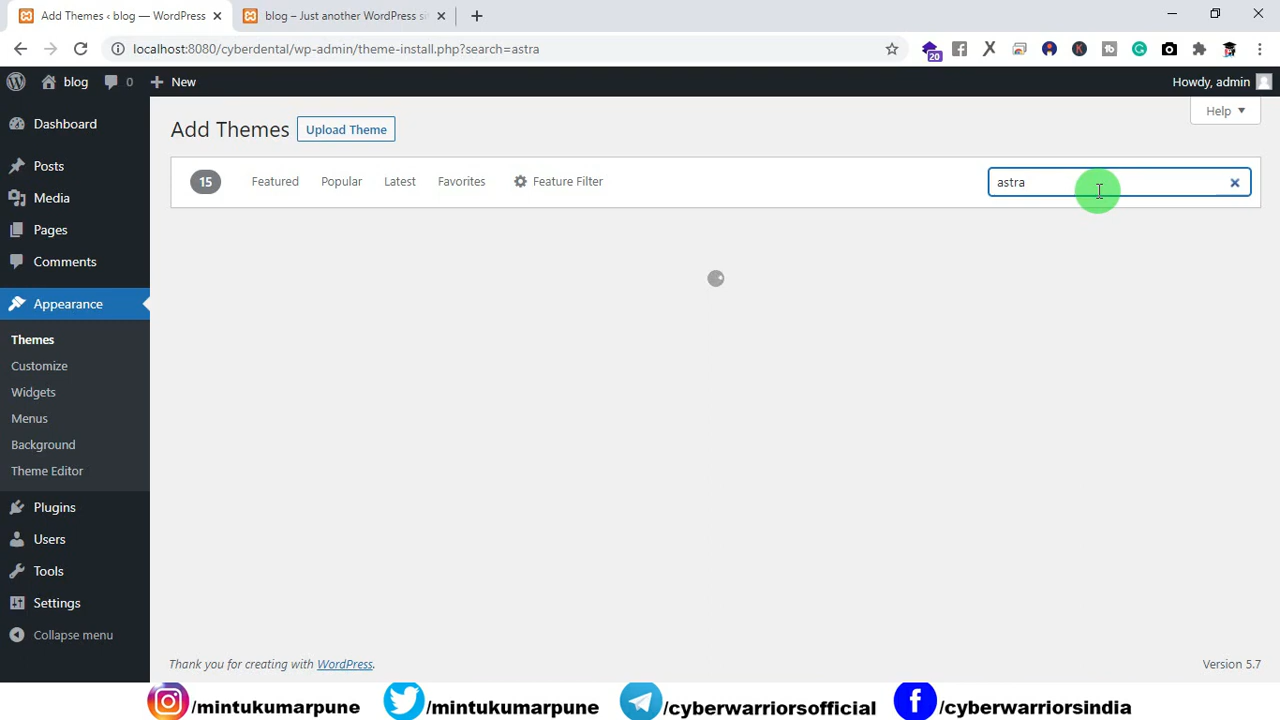 Add Themes ‹ blog — WordPress
blog – Just another WordPress si
localhost:8080/cyberdental/wp-admin/theme-install.php?search=astra
20
blog
0
New
Howdy, admin
Dashboard
Posts
Media
Pages
Comments
Appearance
Themes
Customize
Widgets
Menus
Background
Theme Editor
Plugins
Users
Tools
Settings
Collapse menu
Help
Add Themes
Upload Theme
15
Featured
Popular
Latest
Favorites
Feature Filter
astra
Thank you for creating with WordPress.
Version 5.7
/mintukumarpune
/mintukumarpune
/cyberwarriorsofficial
/cyberwarriorsindia